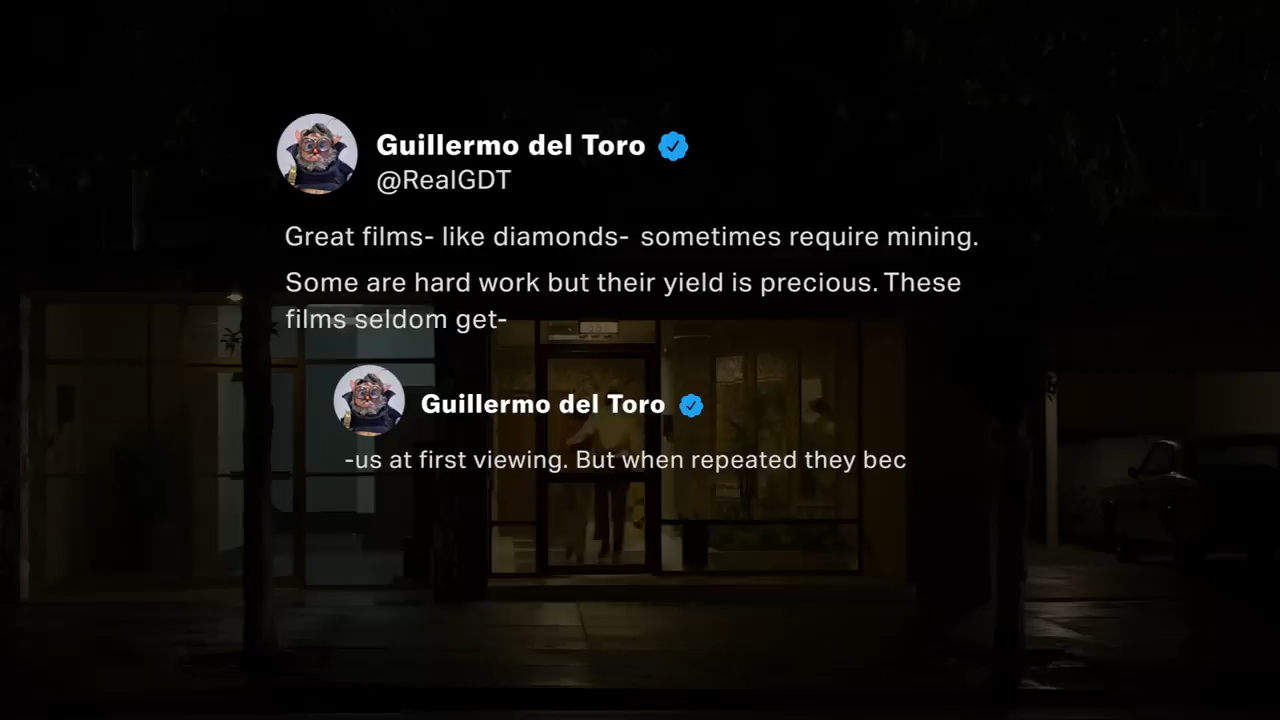 Guillermo del Toro
@RealGDT
Great films- like diamonds- sometimes require mining.
Some are hard work but their yield is precious. These
films seldom get-
Guillermo del Toro
-us at first viewing. But when repeated they bec